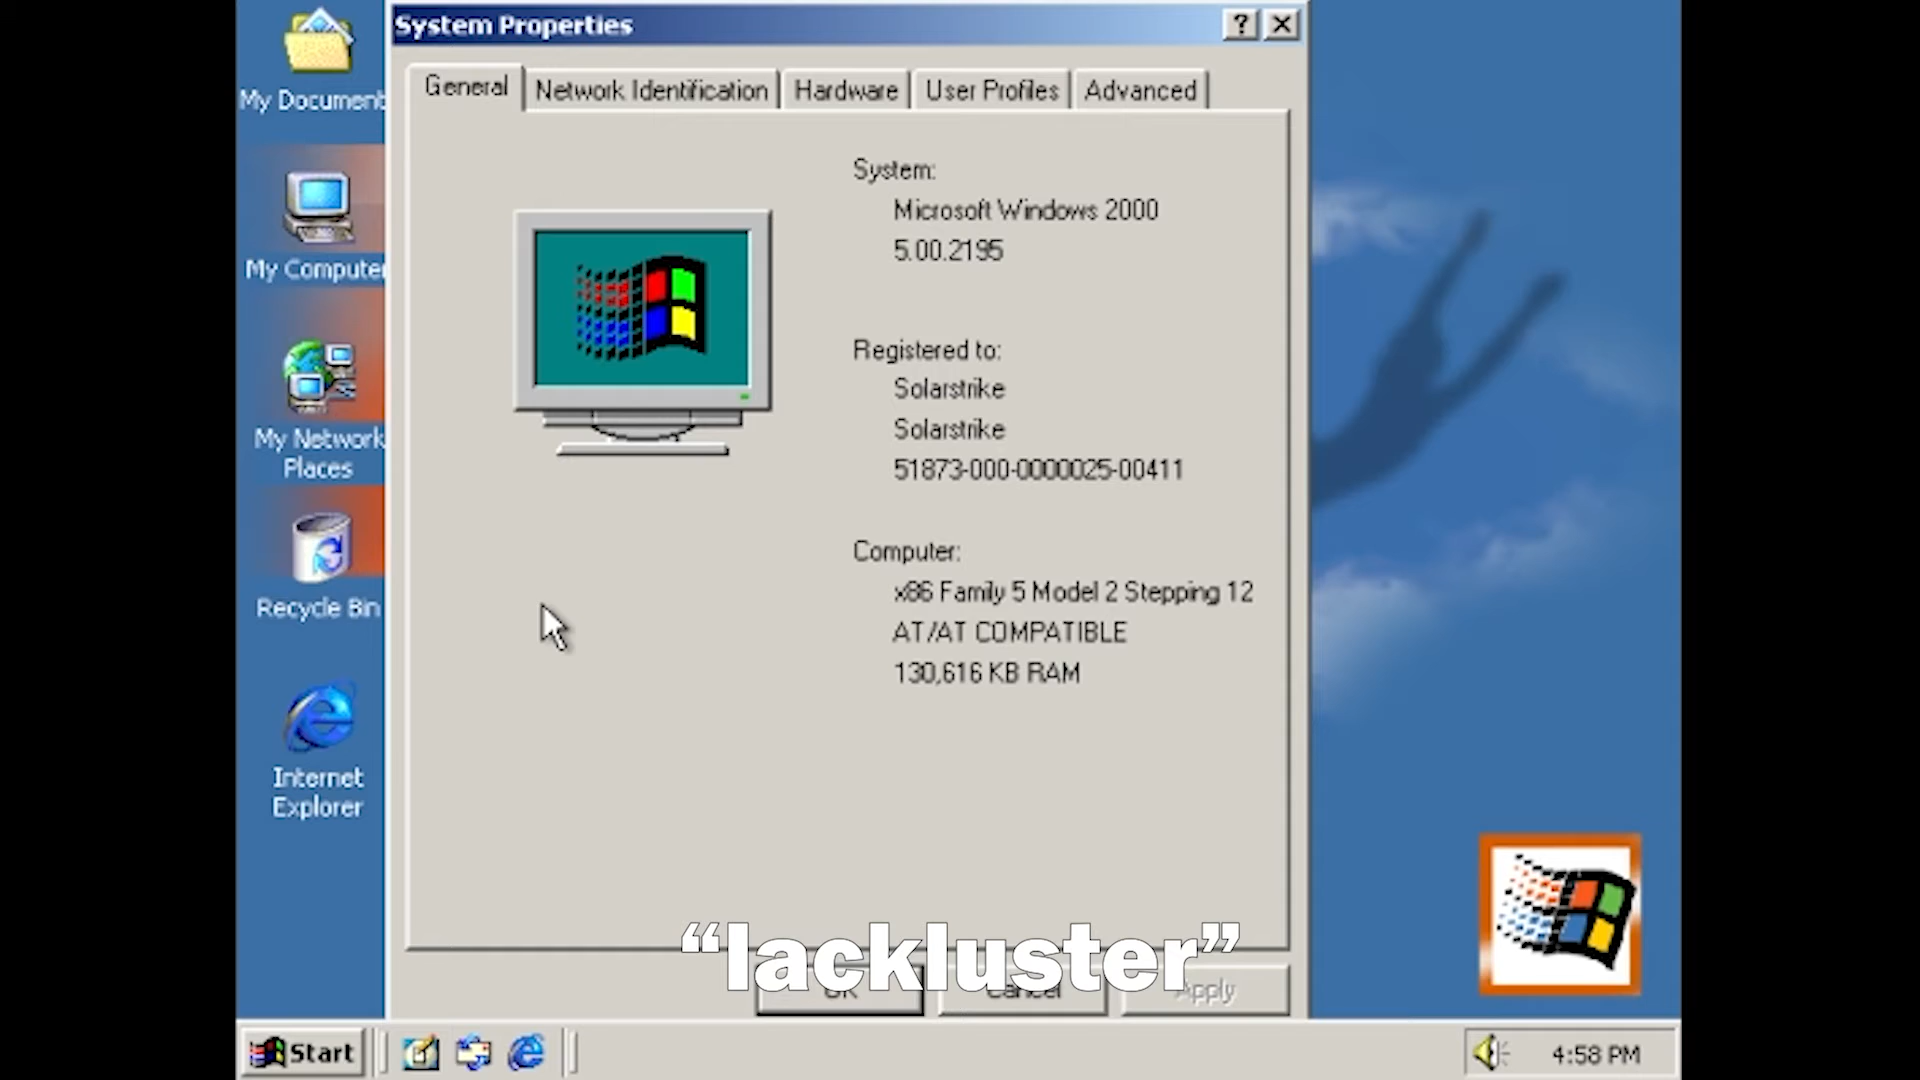 System Properties
My Document
General
Network Identification
Hardware
User Profiles
Advanced
System:
Microsoft Windows 2000
5.00.2195
Registered to:
Solarstrike
Solarstrike
51873-000-0000025-00411
Computer:
x86 Family 5 Model 2 Stepping 12
AT/AT COMPATIBLE
130,616 KB RAM
My Computer
My Network
Places
Recycle Bin
Internet
Explorer
“lackluster”
OK
Cancel
Apply
Start
4:58 PM